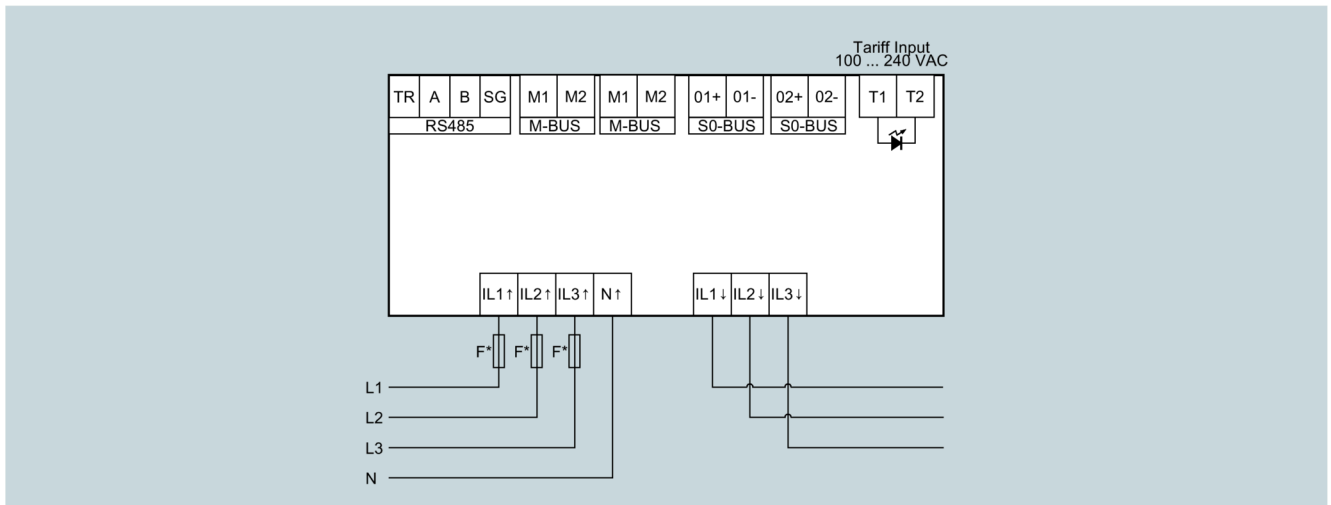 Tariff Input
100 ... 240 VAC
TR A B SG M1 M2 M1 M2 01+ 01- 02+ 02- T1 T2
RS485 M-BUS M-BUS S0-BUS S0-BUS
IL1↑ IL2↑ IL3↑ N↑ IL1↓ IL2↓ IL3↓
F* F* F*
L1
L2
L3
N